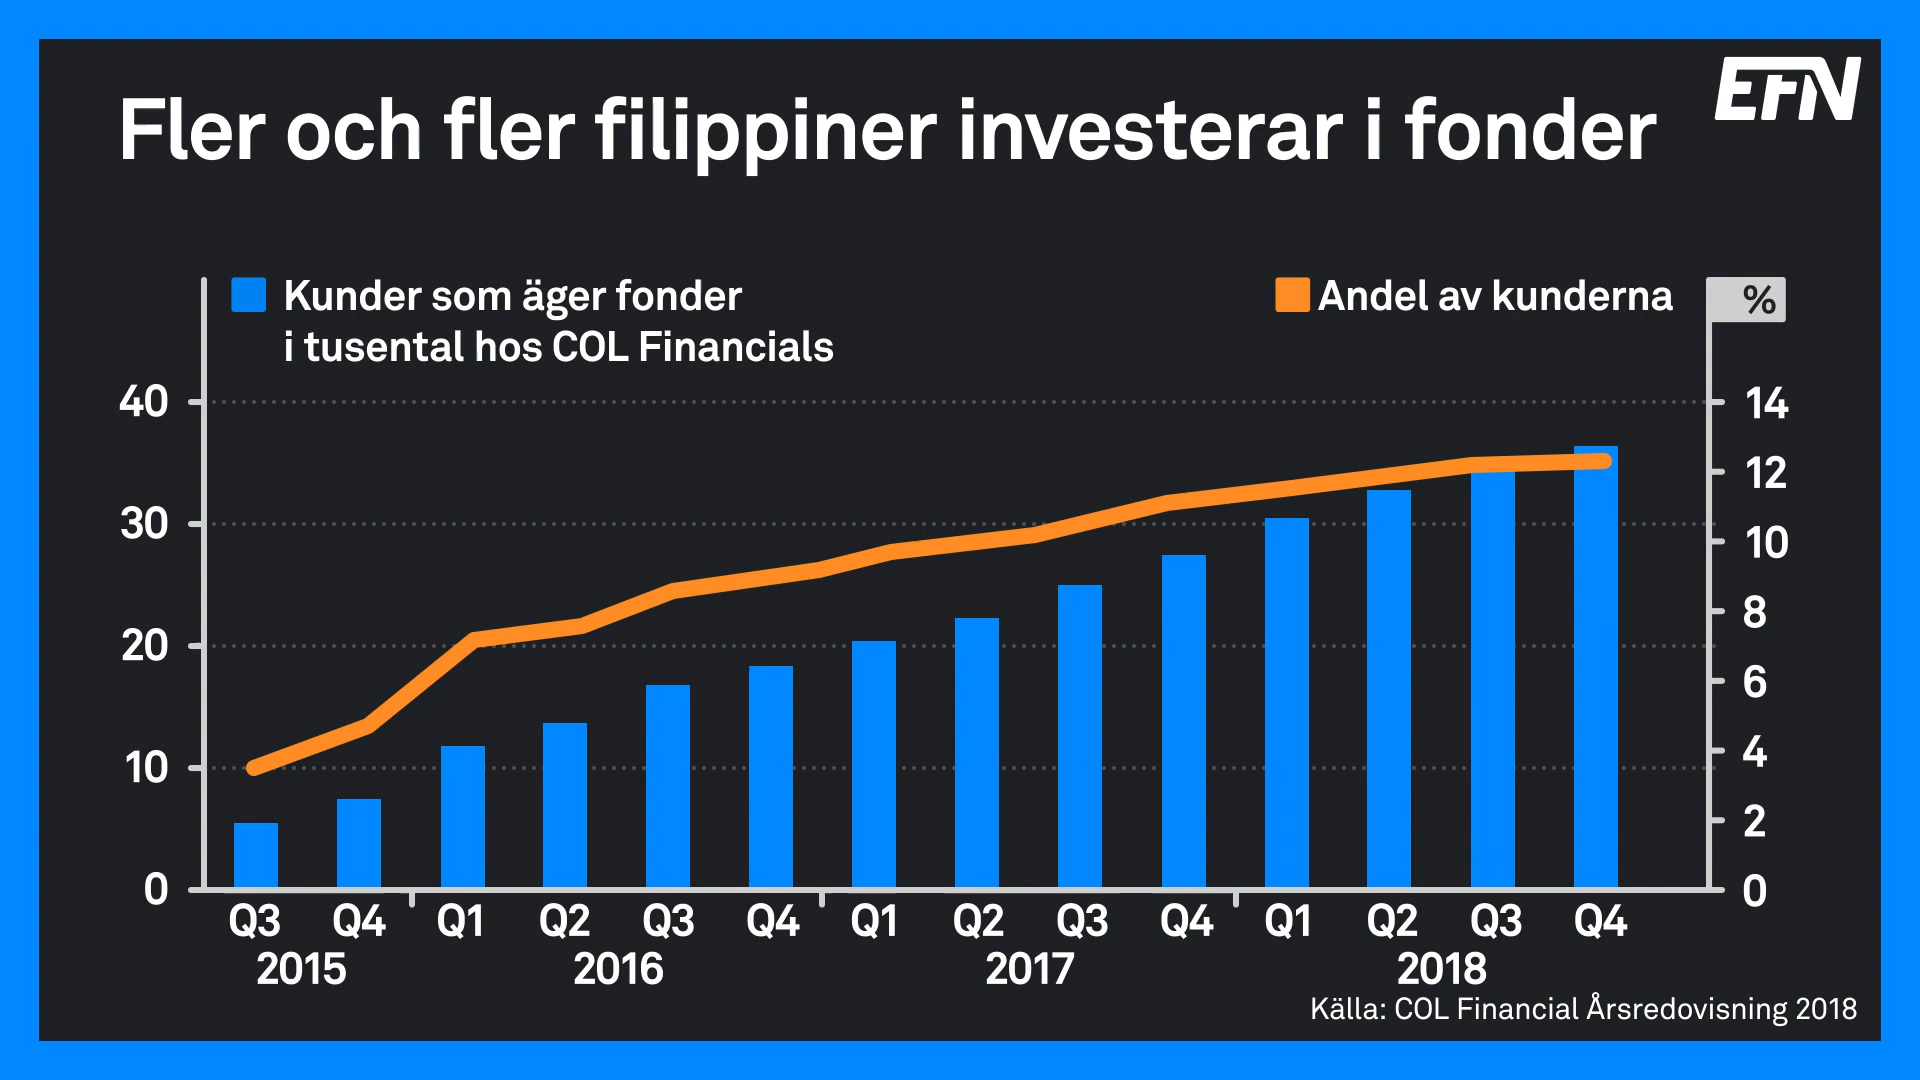 EFN
Fler och fler filippiner investerar i fonder
Kunder som äger fonder
i tusental hos COL Financials
Andel av kunderna
%
40
30
20
10
0
14
12
10
8
6
4
2
0
Q3 Q4 Q1 Q2 Q3 Q4 Q1 Q2 Q3 Q4 Q1 Q2 Q3 Q4
2015 2016 2017 2018
Källa: COL Financial Årsredovisning 2018